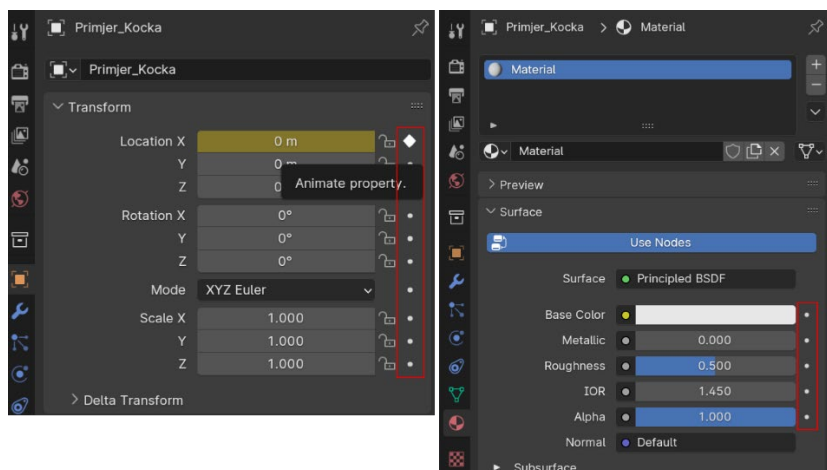 Primjer_Kocka
Primjer_Kocka
Transform
Location X 0 m
Y 0 m
Z 0
Animate property.
Rotation X 0°
Y 0°
Z 0°
Mode XYZ Euler
Scale X 1.000
Y 1.000
Z 1.000
Delta Transform
Primjer_Kocka > Material
Material
Material
Preview
Surface
Use Nodes
Surface Principled BSDF
Base Color
Metallic 0.000
Roughness 0.500
IOR 1.450
Alpha 1.000
Normal Default
Subsurface